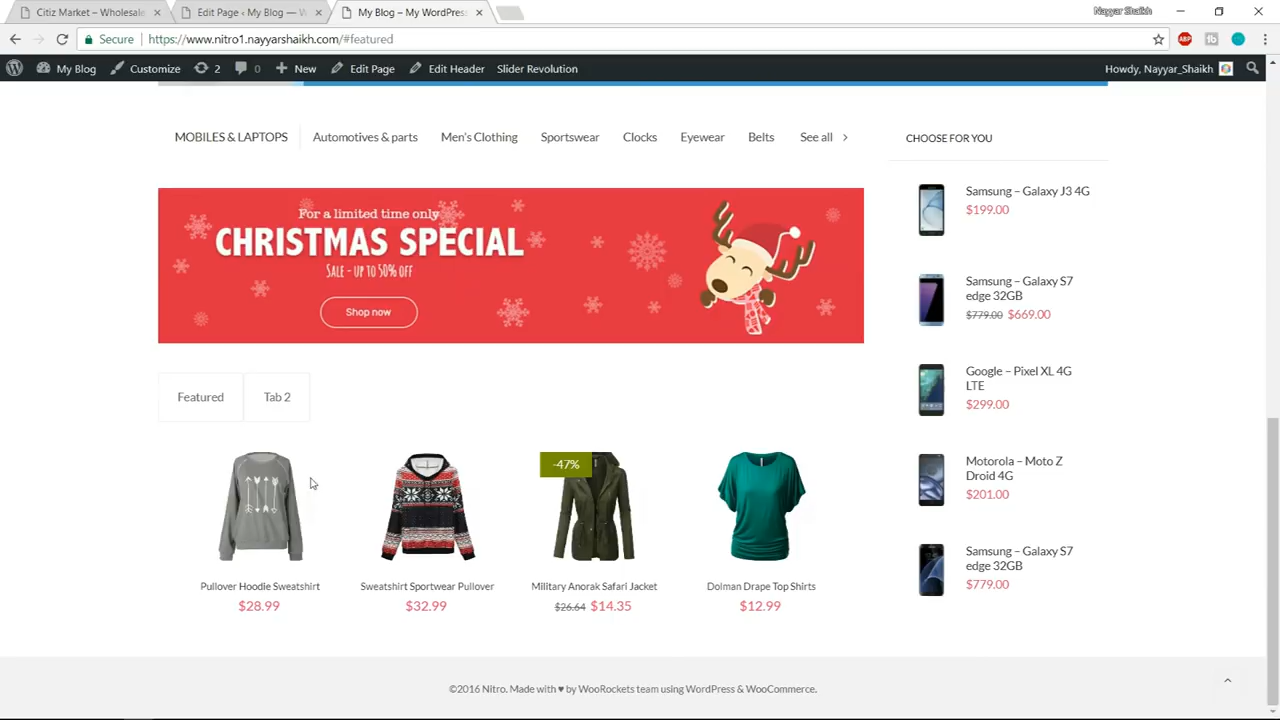 Citiz Market – Wholesale
Edit Page ‹ My Blog —
My Blog – My WordPres
Nayyar Shaikh
Secure
https://www.nitro1.nayyarshaikh.com/#featured
ABP
tb
My Blog
Customize
2
0
New
Edit Page
Edit Header
Slider Revolution
Howdy, Nayyar_Shaikh
MOBILES & LAPTOPS
Automotives & parts
Men's Clothing
Sportswear
Clocks
Eyewear
Belts
See all
For a limited time only
CHRISTMAS SPECIAL
SALE - UP TO 50% OFF
Shop now
Featured
Tab 2
Pullover Hoodie Sweatshirt
$28.99
Sweatshirt Sportwear Pullover
$32.99
-47%
Military Anorak Safari Jacket
$26.64 $14.35
Dolman Drape Top Shirts
$12.99
CHOOSE FOR YOU
Samsung – Galaxy J3 4G
$199.00
Samsung – Galaxy S7
edge 32GB
$779.00 $669.00
Google – Pixel XL 4G
LTE
$299.00
Motorola – Moto Z
Droid 4G
$201.00
Samsung – Galaxy S7
edge 32GB
$779.00
©2016 Nitro. Made with ♥ by WooRockets team using WordPress & WooCommerce.